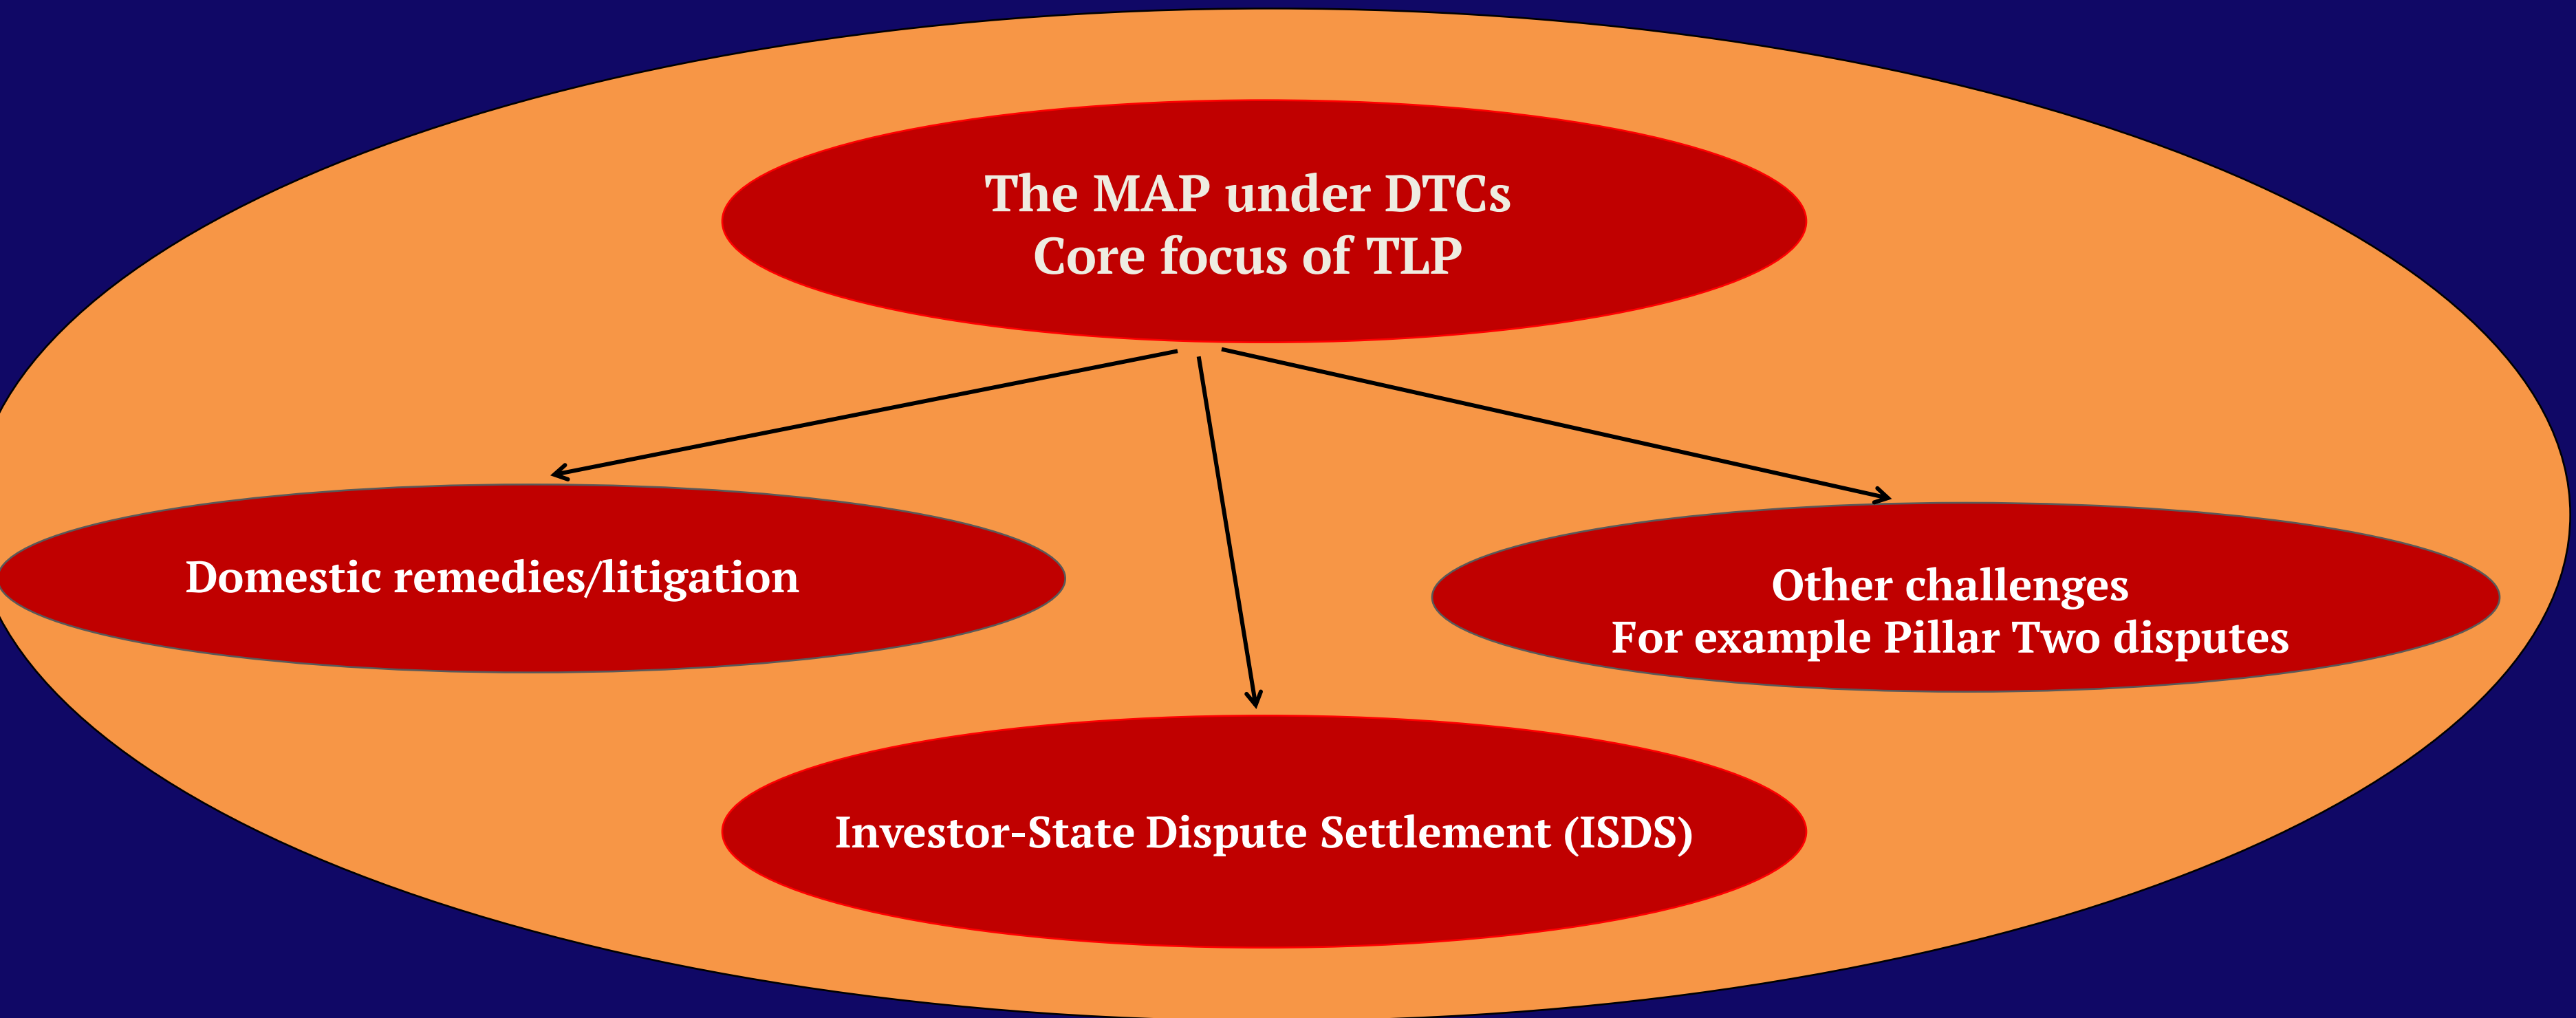 The MAP under DTCs
Core focus of TLP
Domestic remedies/litigation
Other challenges
For example Pillar Two disputes
Investor-State Dispute Settlement (ISDS)